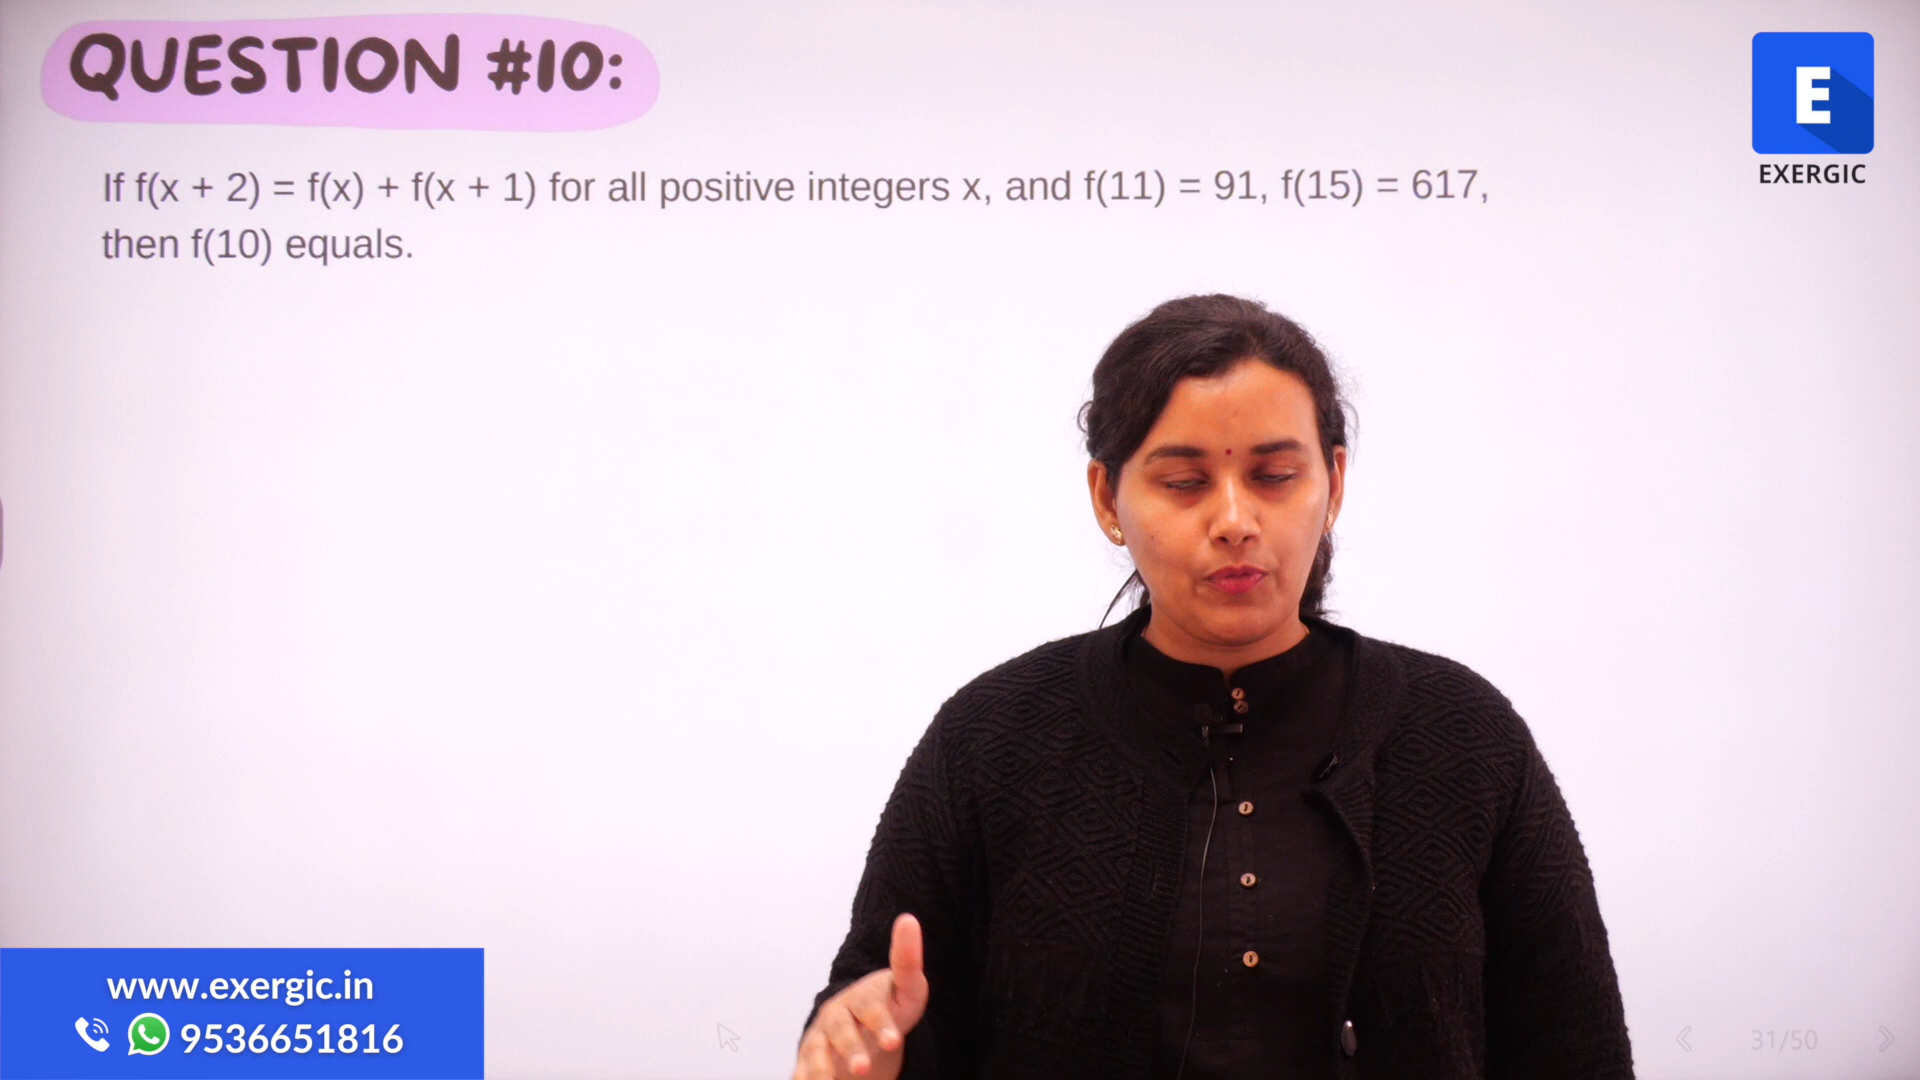 QUESTION #10:
E
EXERGIC
If f(x + 2) = f(x) + f(x + 1) for all positive integers x, and f(11) = 91, f(15) = 617,
then f(10) equals.
www.exergic.in
9536651816
31/50